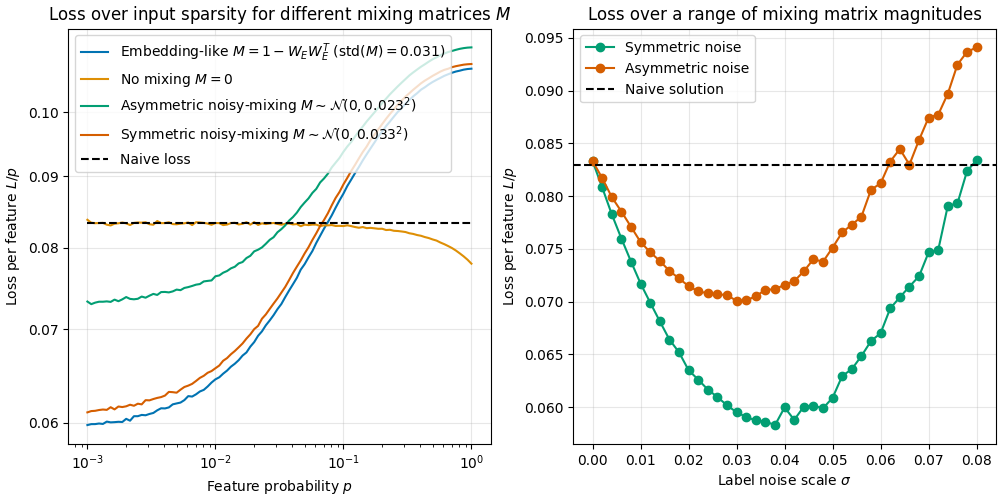 Loss over input sparsity for different mixing matrices M
Embedding-like M = 1 − W_E W_E^T (std(M) = 0.031)
No mixing M = 0
Asymmetric noisy-mixing M ∼ 𝒩(0, 0.023²)
Symmetric noisy-mixing M ∼ 𝒩(0, 0.033²)
Naive loss
Loss per feature L/p
0.10
0.09
0.08
0.07
0.06
10⁻³
10⁻²
10⁻¹
10⁰
Feature probability p
Loss over a range of mixing matrix magnitudes
Symmetric noise
Asymmetric noise
Naive solution
Loss per feature L/p
0.095
0.090
0.085
0.080
0.075
0.070
0.065
0.060
0.00
0.01
0.02
0.03
0.04
0.05
0.06
0.07
0.08
Label noise scale σ